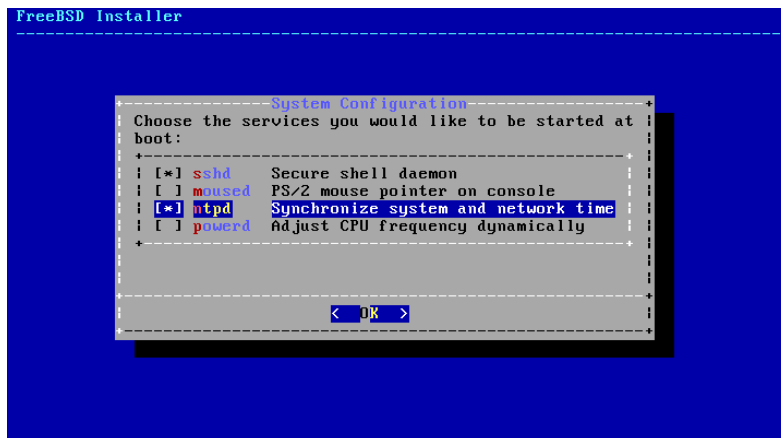 FreeBSD Installer
System Configuration
Choose the services you would like to be started at
boot:
[*] sshd Secure shell daemon
[ ] moused PS/2 mouse pointer on console
[*] ntpd Synchronize system and network time
[ ] powerd Adjust CPU frequency dynamically
< OK >